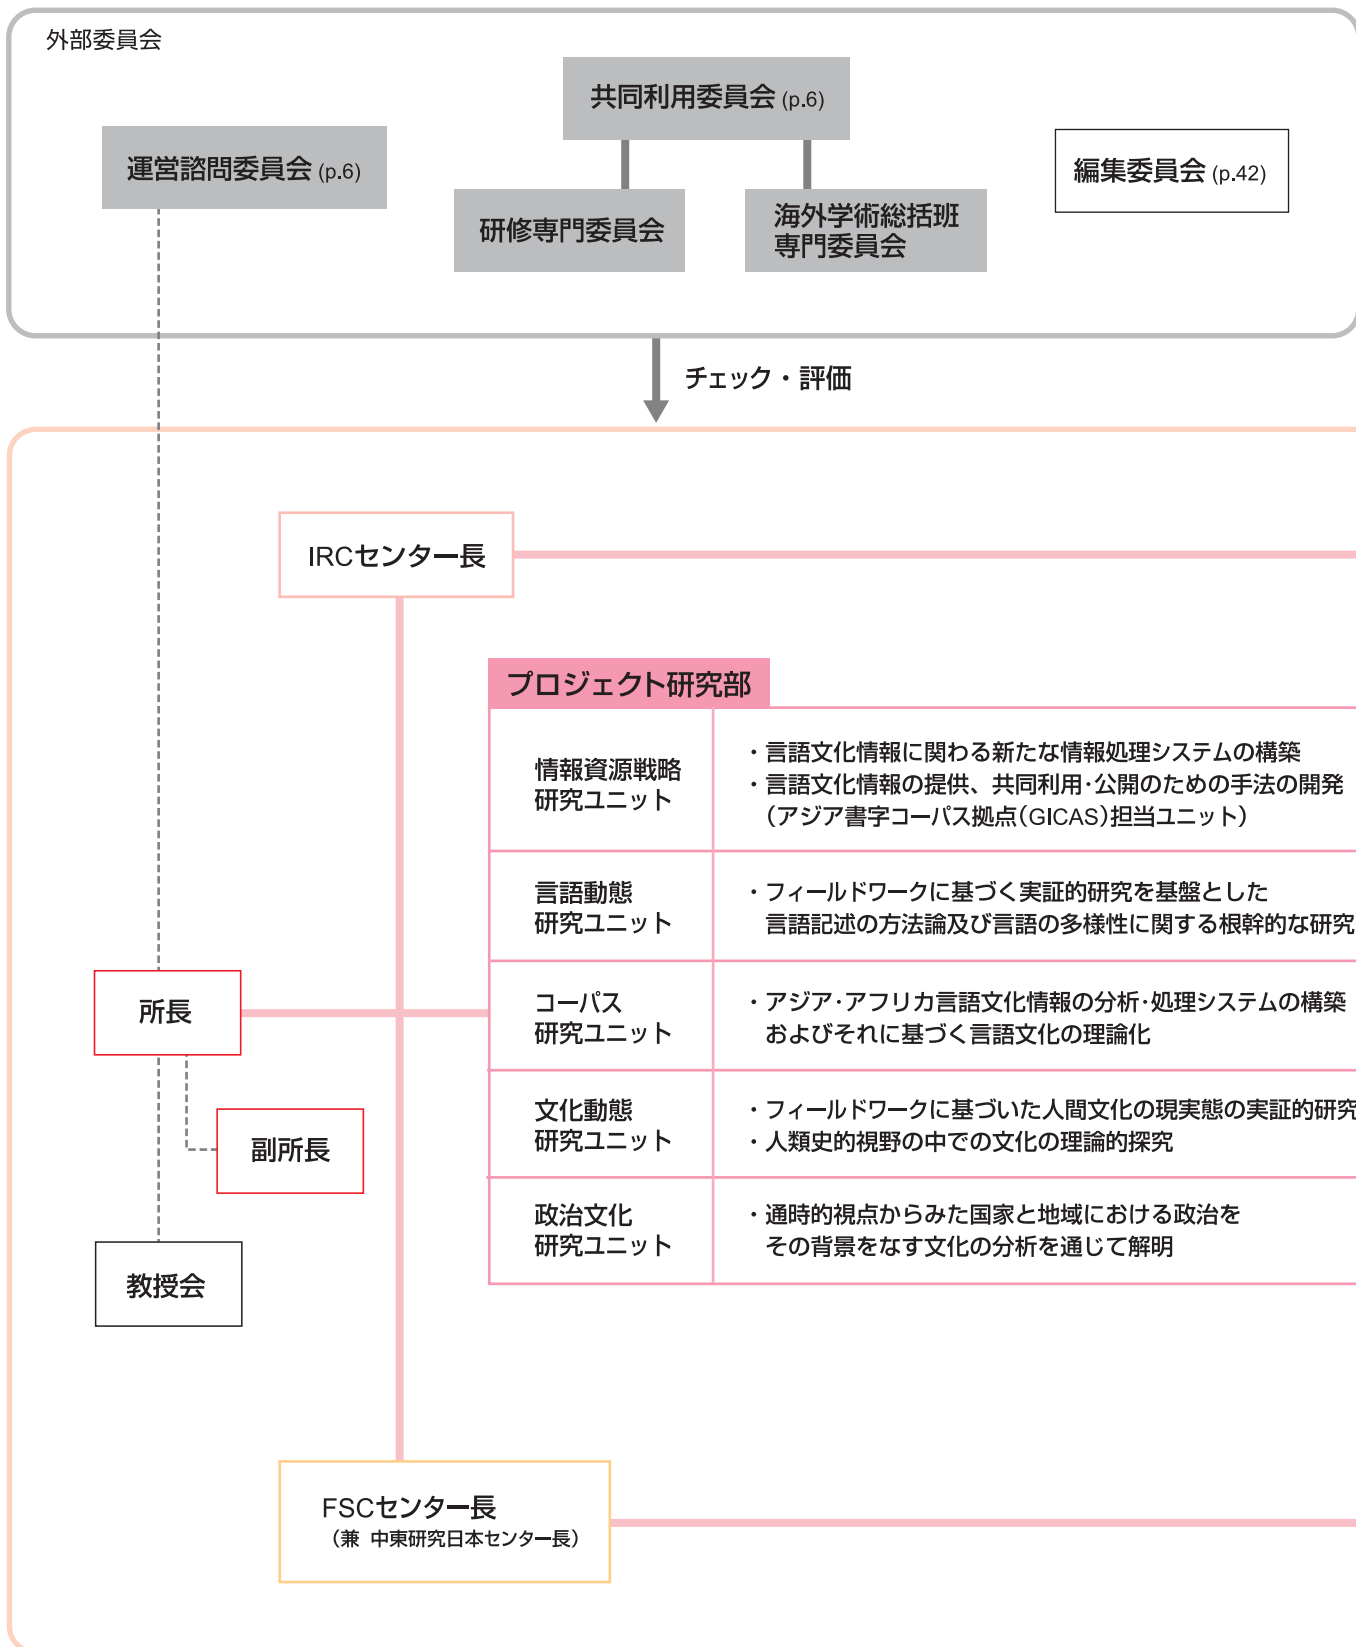 外部委員会
共同利用委員会 (p.6)
運営諮問委員会 (p.6)
編集委員会 (p.42)
研修専門委員会
海外学術総括班
専門委員会
チェック・評価
IRCセンター長
プロジェクト研究部
情報資源戦略
研究ユニット
・言語文化情報に関わる新たな情報処理システムの構築
・言語文化情報の提供、共同利用・公開のための手法の開発
（アジア書字コーパス拠点（GICAS）担当ユニット）
言語動態
研究ユニット
・フィールドワークに基づく実証的研究を基盤とした
言語記述の方法論及び言語の多様性に関する根幹的な研究
コーパス
研究ユニット
・アジア・アフリカ言語文化情報の分析・処理システムの構築
およびそれに基づく言語文化の理論化
文化動態
研究ユニット
・フィールドワークに基づいた人間文化の現実態の実証的研究
・人類史的視野の中での文化の理論的探究
政治文化
研究ユニット
・通時的視点からみた国家と地域における政治を
その背景をなす文化の分析を通じて解明
所長
副所長
教授会
FSCセンター長
（兼 中東研究日本センター長）